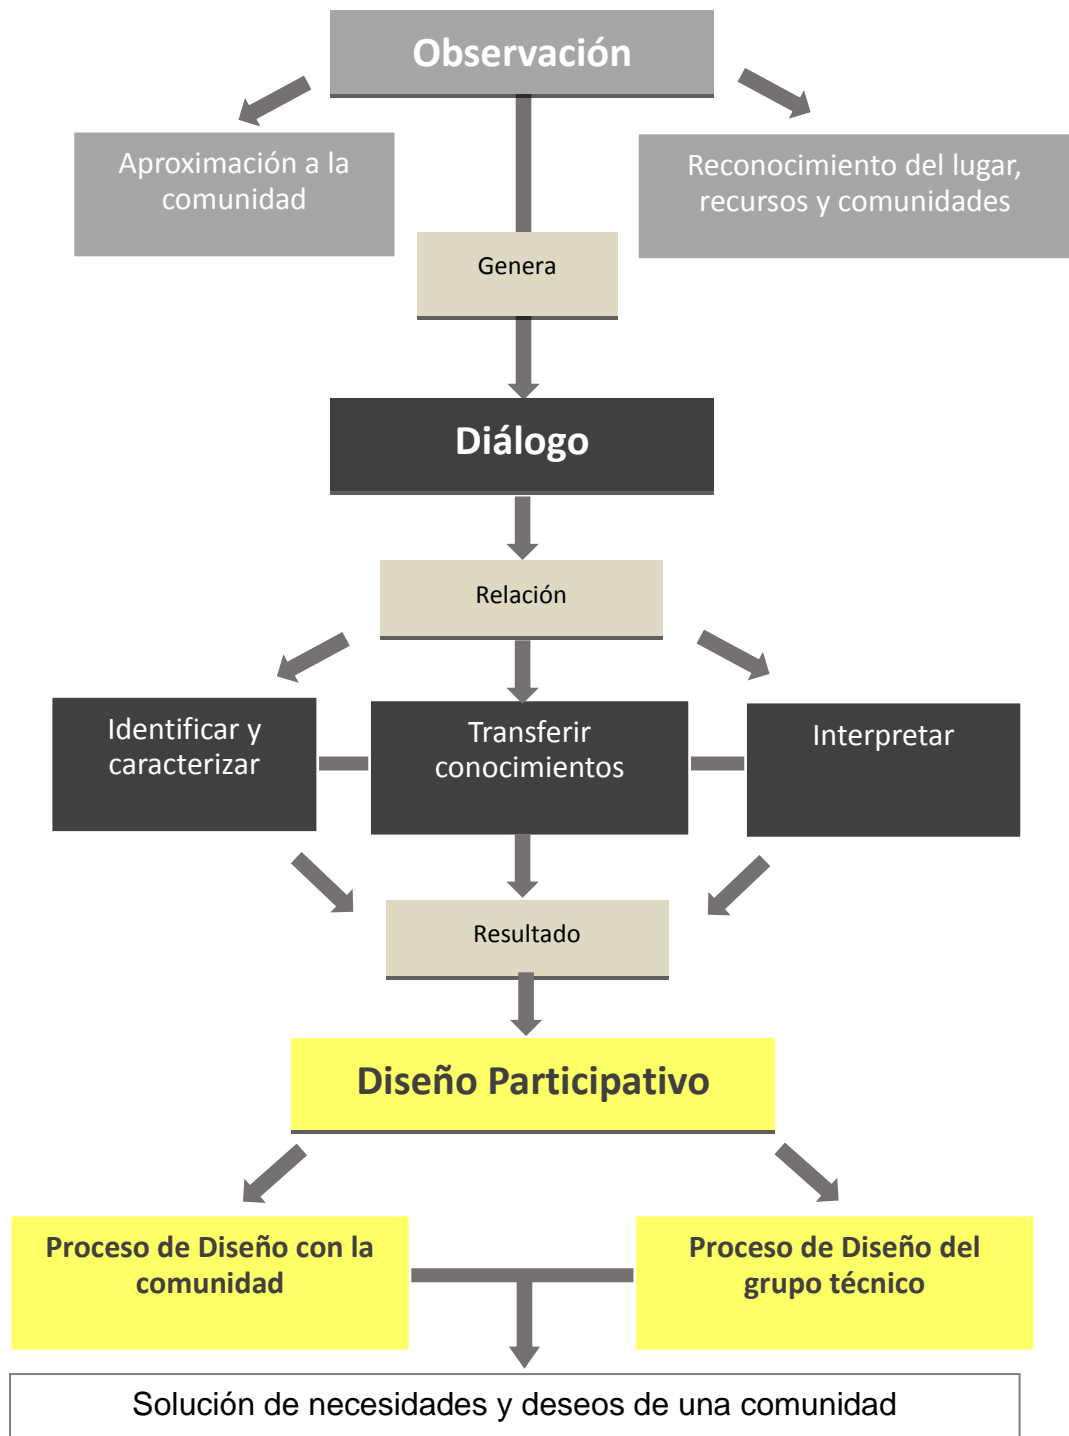 Observación
Aproximación a la
comunidad
Reconocimiento del lugar,
recursos y comunidades
Genera
Diálogo
Relación
Identificar y
caracterizar
Transferir
conocimientos
Interpretar
Resultado
Diseño Participativo
Proceso de Diseño con la
comunidad
Proceso de Diseño del
grupo técnico
Solución de necesidades y deseos de una comunidad